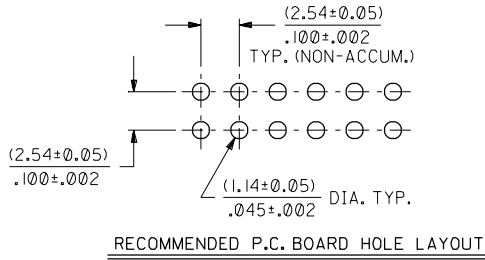 (2.54±0.05)
.100±.002
TYP. (NON-ACCUM.)
(2.54±0.05)
.100±.002
(1.14±0.05)
.045±.002 DIA. TYP.
RECOMMENDED P.C. BOARD HOLE LAYOUT